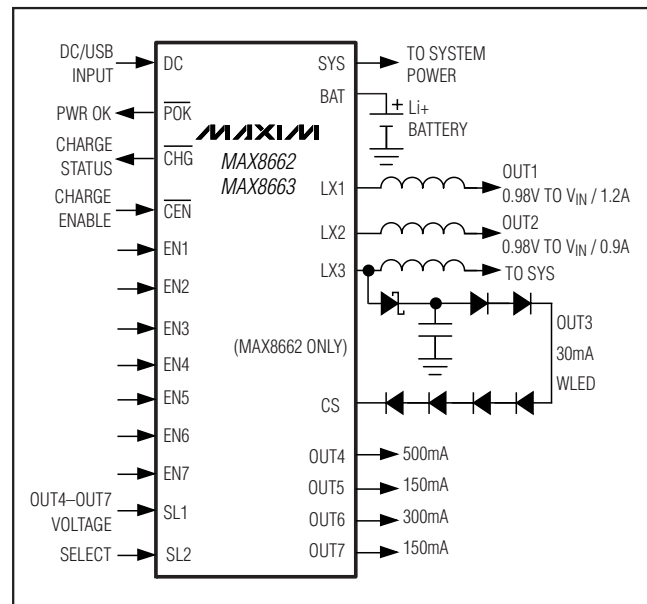 DC/USB
INPUT
DC
PWR OK
POK
CHARGE
STATUS
CHG
CHARGE
ENABLE
CEN
EN1
EN2
EN3
EN4
EN5
EN6
EN7
OUT4–OUT7
VOLTAGE
SL1
SELECT
SL2
MAXIM
MAX8662
MAX8663
SYS
TO SYSTEM
POWER
BAT
+
Li+
BATTERY
LX1
OUT1
0.98V TO VIN / 1.2A
LX2
OUT2
0.98V TO VIN / 0.9A
LX3
TO SYS
(MAX8662 ONLY)
OUT3
30mA
WLED
CS
OUT4
500mA
OUT5
150mA
OUT6
300mA
OUT7
150mA